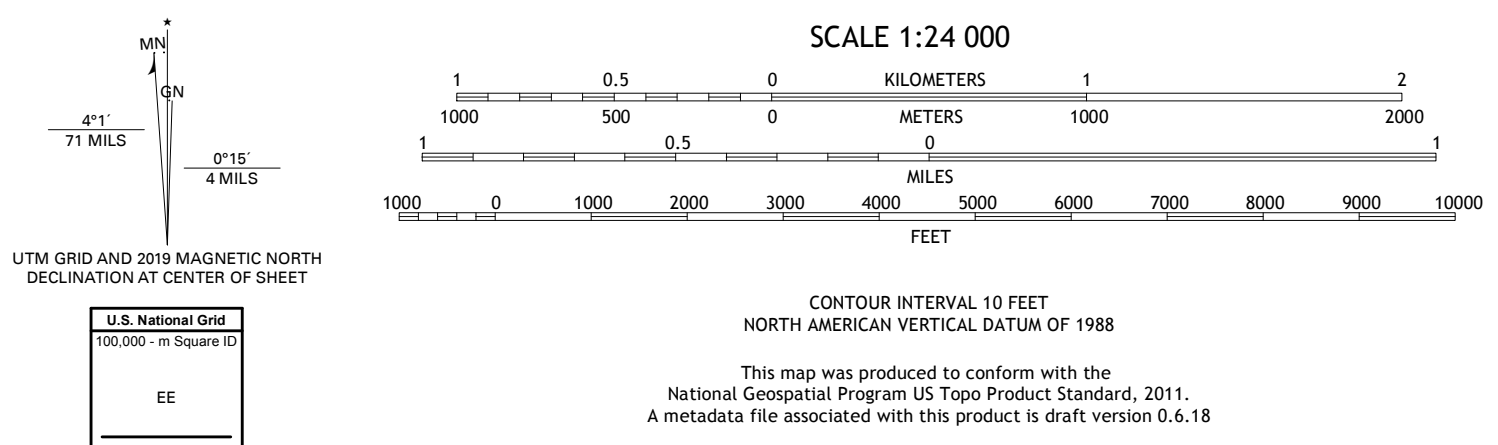 MN
GN
4°1´
71 MILS
0°15´
4 MILS
UTM GRID AND 2019 MAGNETIC NORTH
DECLINATION AT CENTER OF SHEET
U.S. National Grid
100,000 - m Square ID
EE
SCALE 1:24 000
1 0.5 0 KILOMETERS 1 2
1000 500 0 METERS 1000 2000
1 0.5 0 1
MILES
1000 0 1000 2000 3000 4000 5000 6000 7000 8000 9000 10000
FEET
CONTOUR INTERVAL 10 FEET
NORTH AMERICAN VERTICAL DATUM OF 1988
This map was produced to conform with the
National Geospatial Program US Topo Product Standard, 2011.
A metadata file associated with this product is draft version 0.6.18